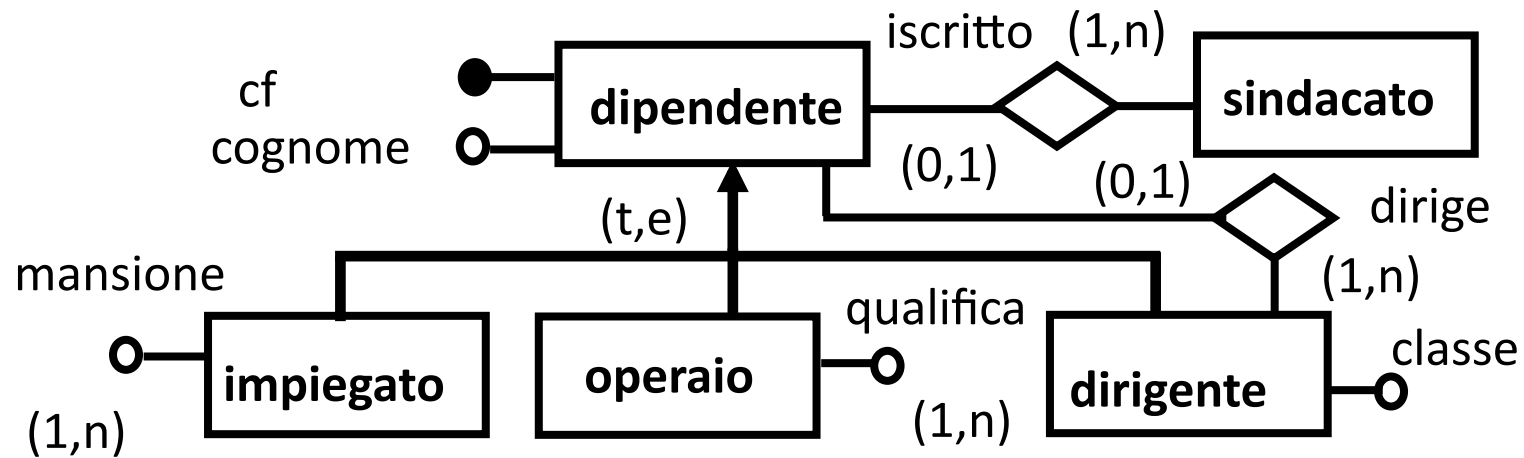 iscritto (1,n)
cf
dipendente
sindacato
cognome
(0,1)
(0,1)
dirige
(t,e)
mansione
(1,n)
qualifica
classe
impiegato
operaio
dirigente
(1,n)
(1,n)